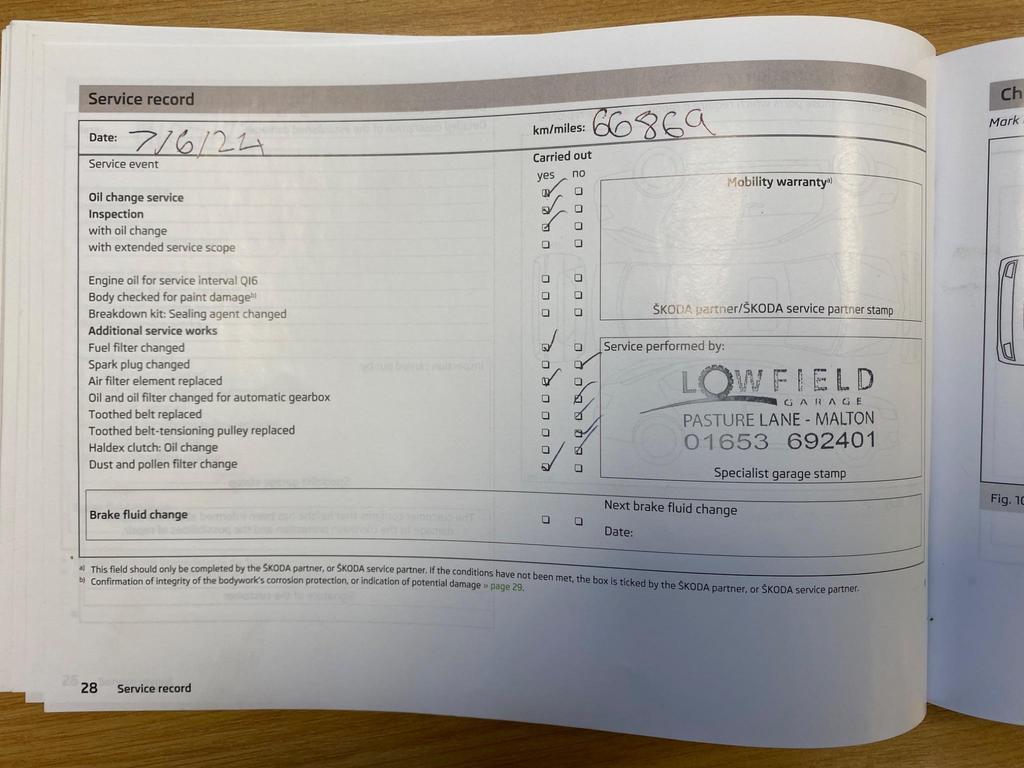 Service record
Date: 7/6/24
km/miles: 66869
Service event
Carried out
yes no
Oil change service
Inspection
with oil change
with extended service scope
Mobility warranty a)
ŠKODA partner/ŠKODA service partner stamp
Engine oil for service interval QI6
Body checked for paint damage b)
Breakdown kit: Sealing agent changed
Additional service works
Fuel filter changed
Spark plug changed
Air filter element replaced
Oil and oil filter changed for automatic gearbox
Toothed belt replaced
Toothed belt-tensioning pulley replaced
Haldex clutch: Oil change
Dust and pollen filter change
Service performed by:
LOWFIELD
GARAGE
PASTURE LANE - MALTON
01653 692401
Specialist garage stamp
Brake fluid change
Next brake fluid change
Date:
a) This field should only be completed by the ŠKODA partner, or ŠKODA service partner. If the conditions have not been met, the box is ticked by the ŠKODA partner, or ŠKODA service partner.
b) Confirmation of integrity of the bodywork's corrosion protection, or indication of potential damage » page 29.
28 Service record
Ch
Mark
Fig. 10